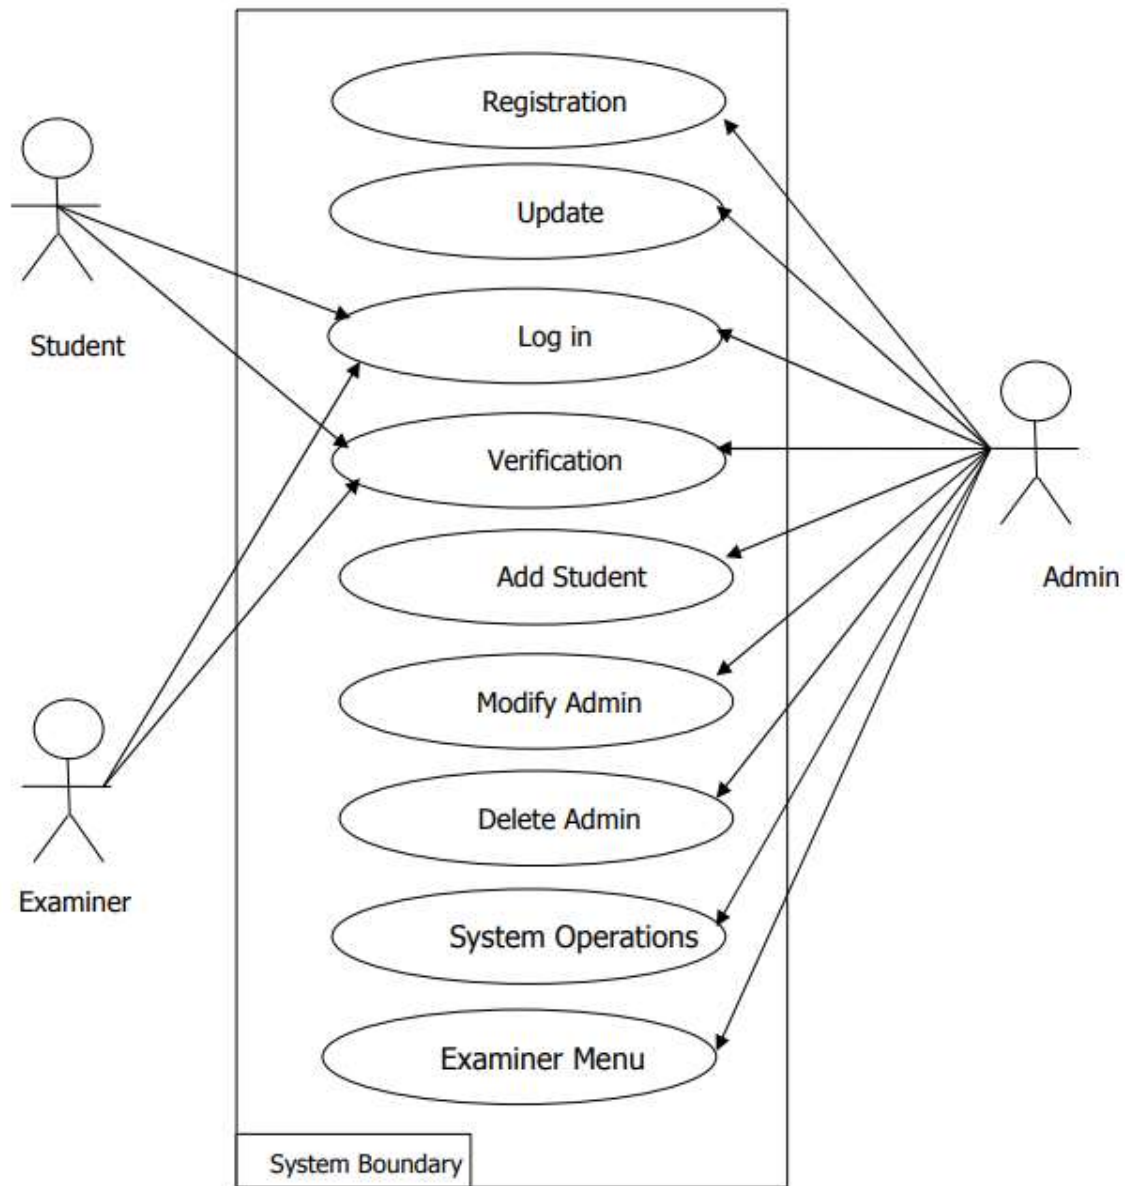 Registration
Update
Student
Log in
Verification
Add Student
Admin
Modify Admin
Delete Admin
Examiner
System Operations
Examiner Menu
System Boundary